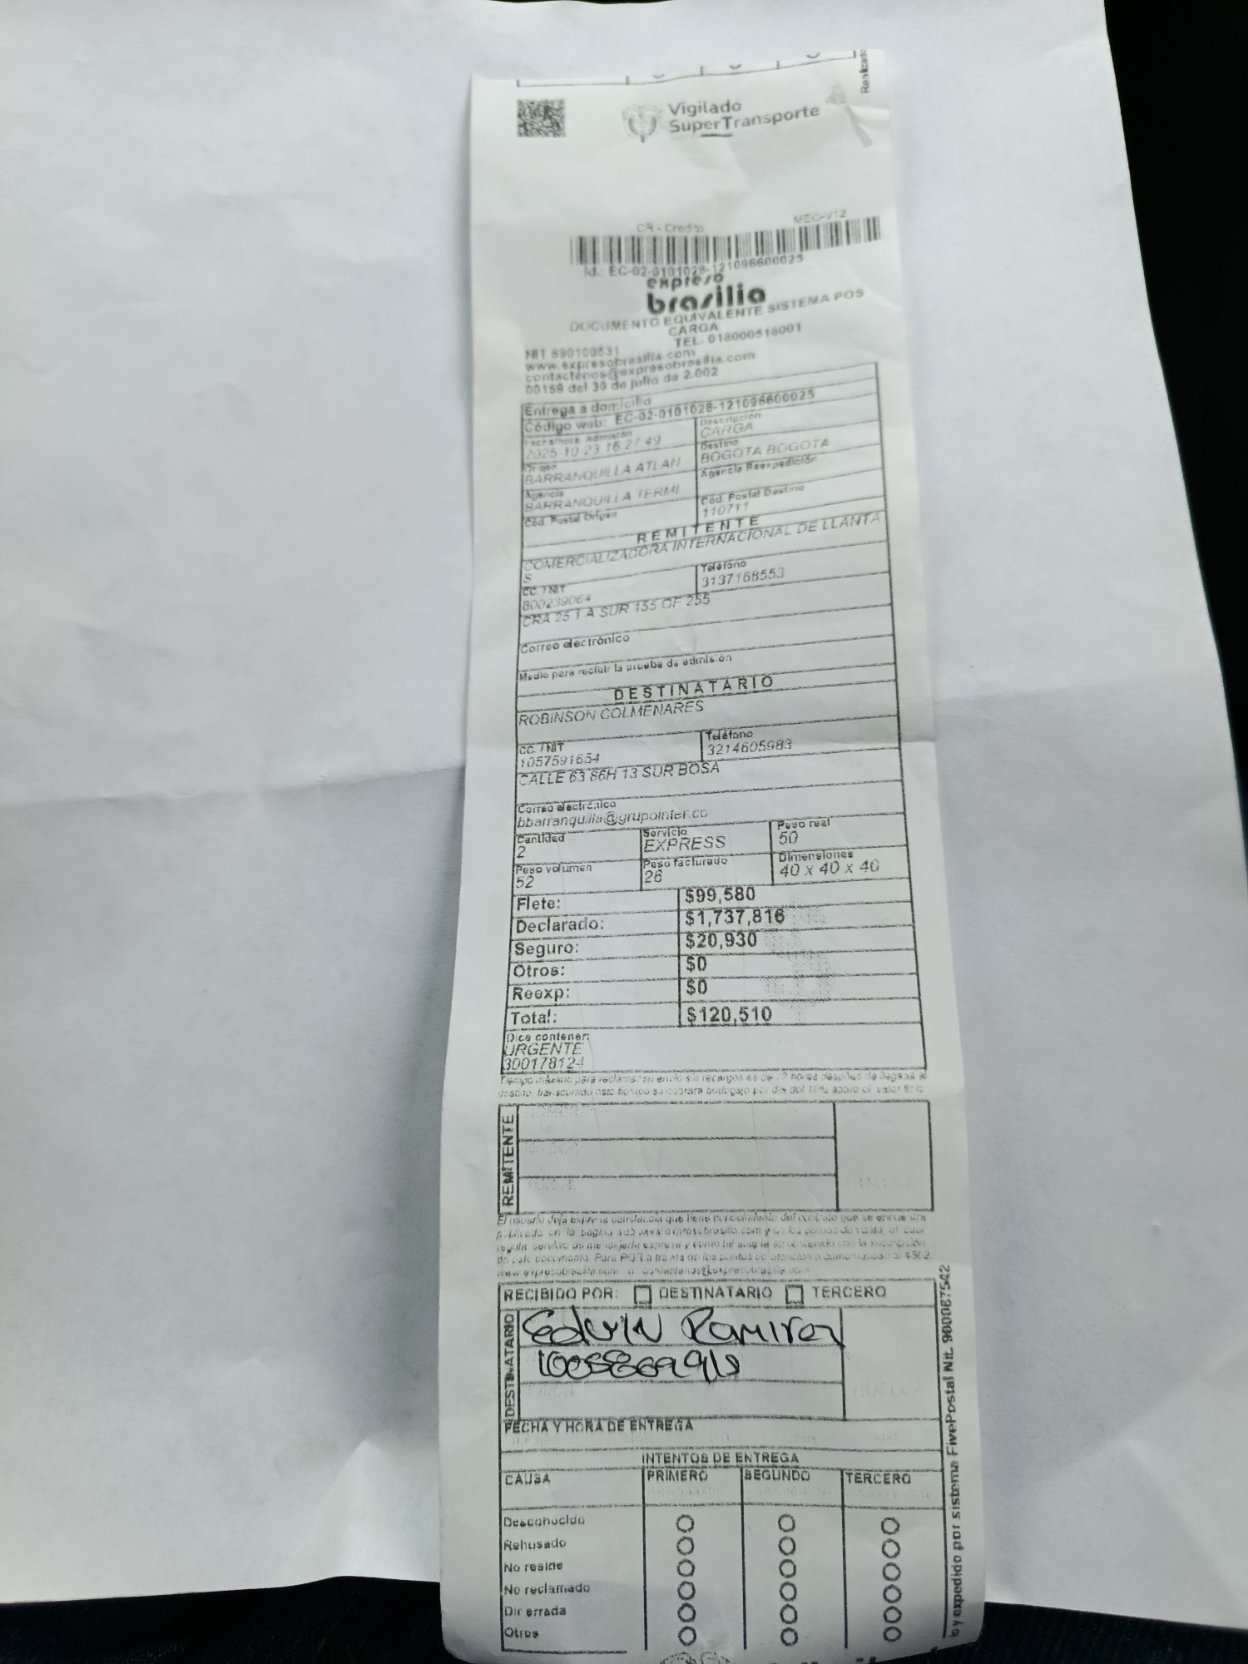 Realizado
Vigilado
SuperTransporte
CR - Credito
MEC-V12
Id.: EC-02-0101028-121096600025
expreso
brasilia
DOCUMENTO EQUIVALENTE SISTEMA POS
CARGA
TEL. 018000518001
NIT 890100531
www.expresobrasilia.com
contactenos@expresobrasilia.com
00159 del 30 de julio de 2.002
Entrega a domicilio
Código web: EC-02-0101028-121096600025
Fecha/Hora Admisión
2025-10-23 16:27:49
Descripción
CARGA
Origen
BARRANQUILLA ATLAN
Destino
BOGOTA BOGOTA
Agencia
BARRANQUILLA TERMI
Agencia Reexpedición
Cód. Postal Origen
Cód. Postal Destino
110711
REMITENTE
COMERCIALIZADORA INTERNACIONAL DE LLANTA
S
CC. / NIT
800239064
Teléfono
3137168553
CRA 25 1 A SUR 155 OF 255
Correo electrónico
Medio para recibir la prueba de admisión
DESTINATARIO
ROBINSON COLMENARES
CC. / NIT
1057591654
Teléfono
3214605983
CALLE 63 86H 13 SUR BOSA
Correo electrónico
Cantidad
2
Servicio
EXPRESS
Peso real
50
Peso volumen
52
Peso facturado
26
Dimensiones
40 x 40 x 40
Flete: $99,580
Declarado: $1,737,816
Seguro: $20,930
Otros: $0
Reexp: $0
Total: $120,510
Dice contener:
URGENTE
300178124
REMITENTE
RECIBIDO POR: DESTINATARIO TERCERO
DESTINATARIO
Edwin Ramirez
FECHA Y HORA DE ENTREGA
INTENTOS DE ENTREGA
CAUSA PRIMERO SEGUNDO TERCERO
Desconocido
Rehusado
No reside
No reclamado
Dir errada
Otros
o y expedido por sistema FivePostal Nit. 900087542